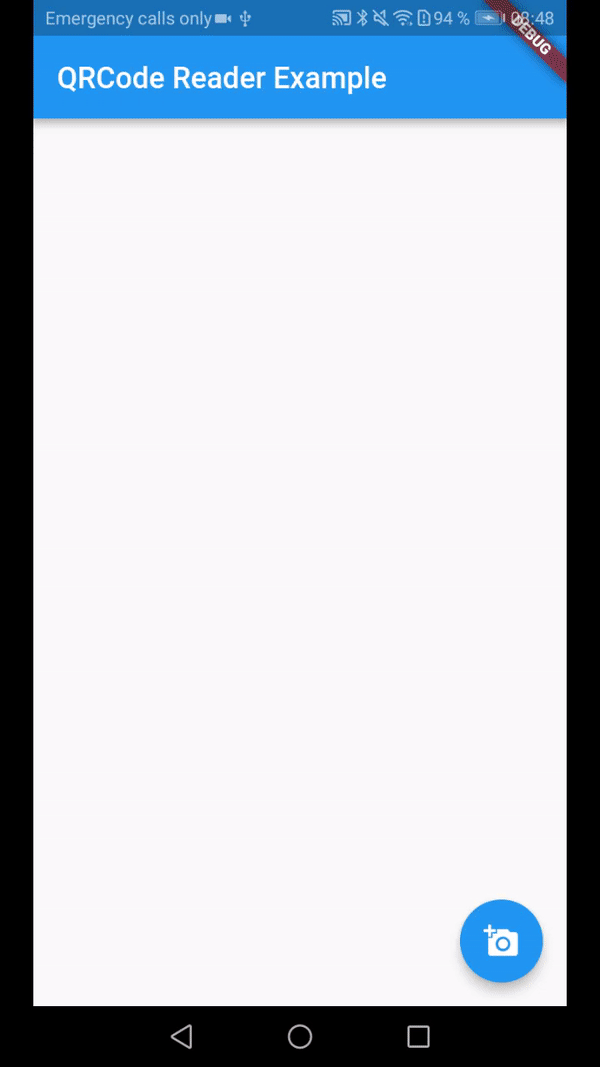 Emergency calls only 94 % 08:48
DEBUG
QRCode Reader Example